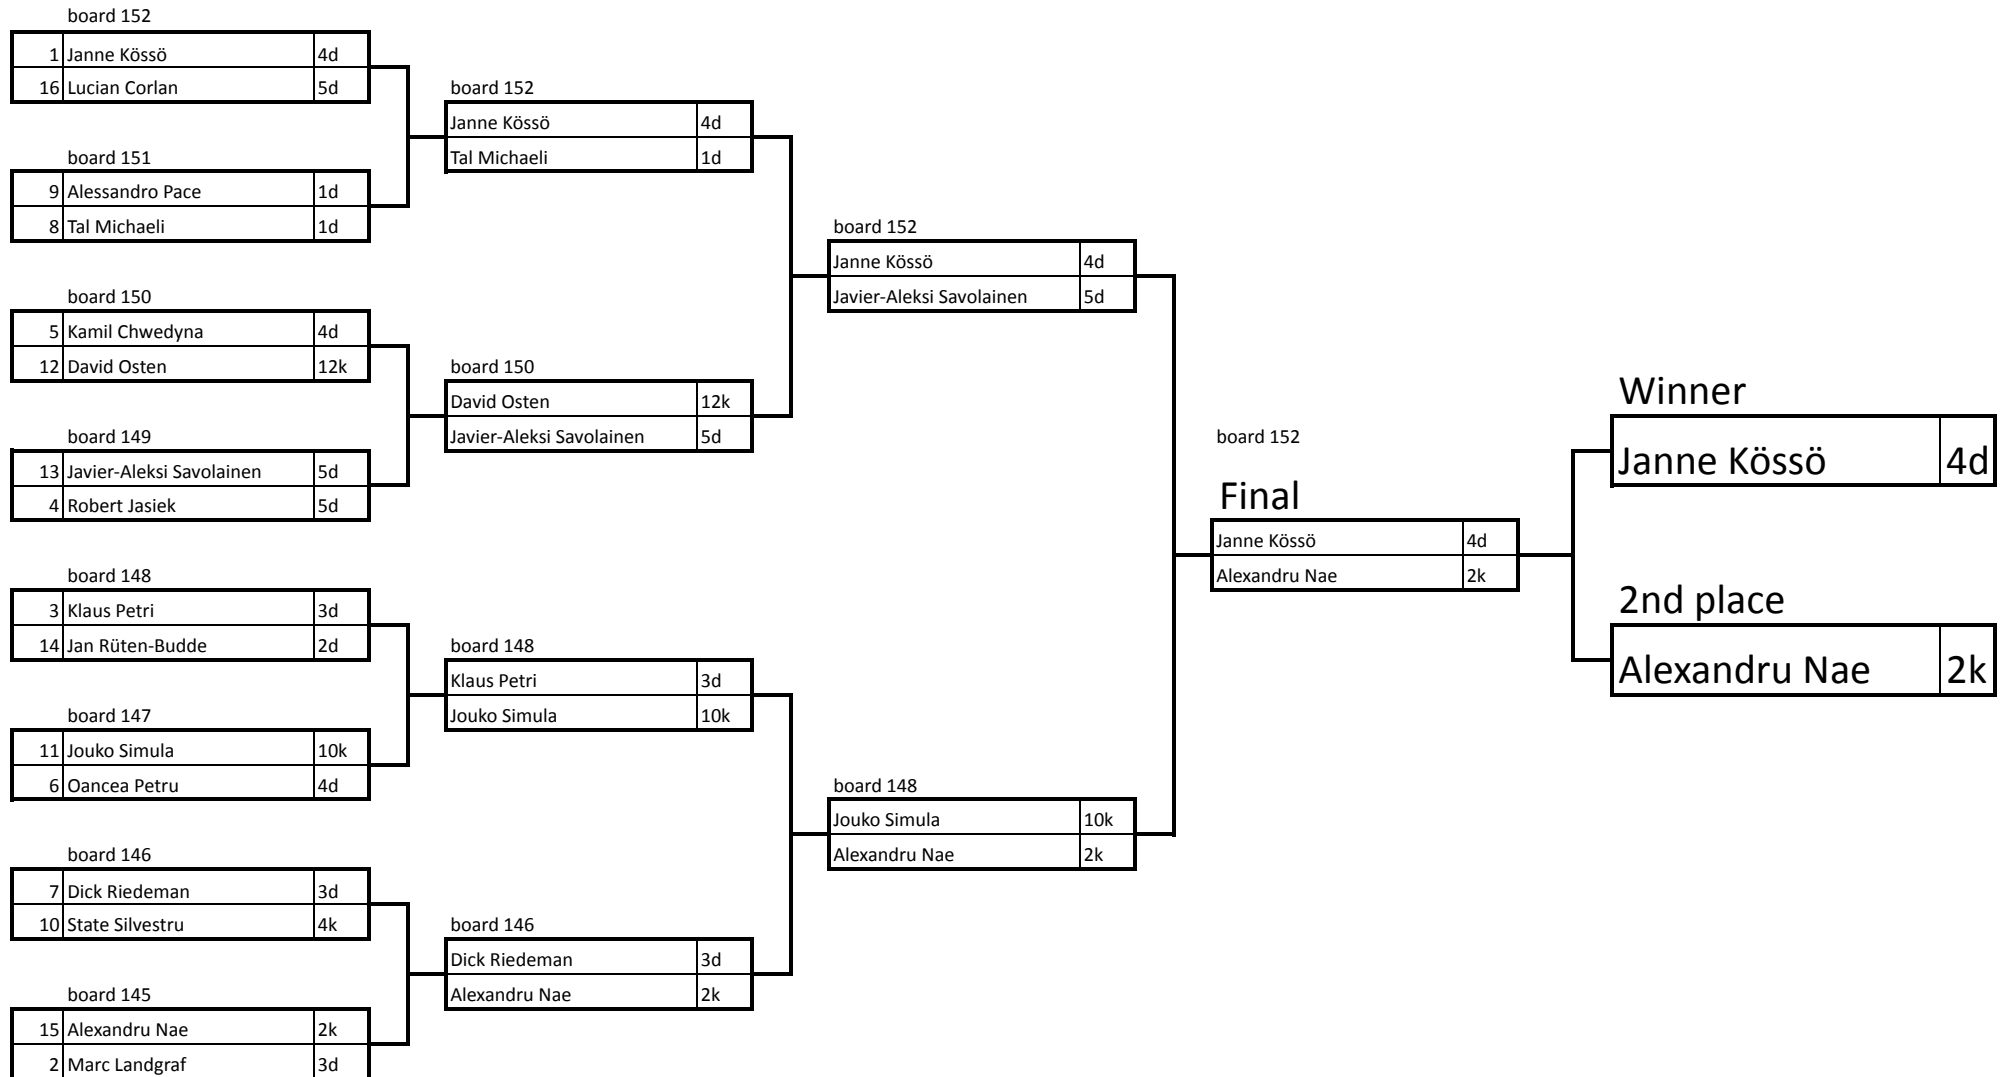 board 152
1 Janne Kössö 4d
16 Lucian Corlan 5d
board 151
9 Alessandro Pace 1d
8 Tal Michaeli 1d
board 150
5 Kamil Chwedyna 4d
12 David Osten 12k
board 149
13 Javier-Aleksi Savolainen 5d
4 Robert Jasiek 5d
board 148
3 Klaus Petri 3d
14 Jan Rüten-Budde 2d
board 147
11 Jouko Simula 10k
6 Oancea Petru 4d
board 146
7 Dick Riedeman 3d
10 State Silvestru 4k
board 145
15 Alexandru Nae 2k
2 Marc Landgraf 3d
board 152
Janne Kössö 4d
Tal Michaeli 1d
board 150
David Osten 12k
Javier-Aleksi Savolainen 5d
board 148
Klaus Petri 3d
Jouko Simula 10k
board 146
Dick Riedeman 3d
Alexandru Nae 2k
board 152
Janne Kössö 4d
Javier-Aleksi Savolainen 5d
board 148
Jouko Simula 10k
Alexandru Nae 2k
board 152
Final
Janne Kössö 4d
Alexandru Nae 2k
Winner
Janne Kössö 4d
2nd place
Alexandru Nae 2k